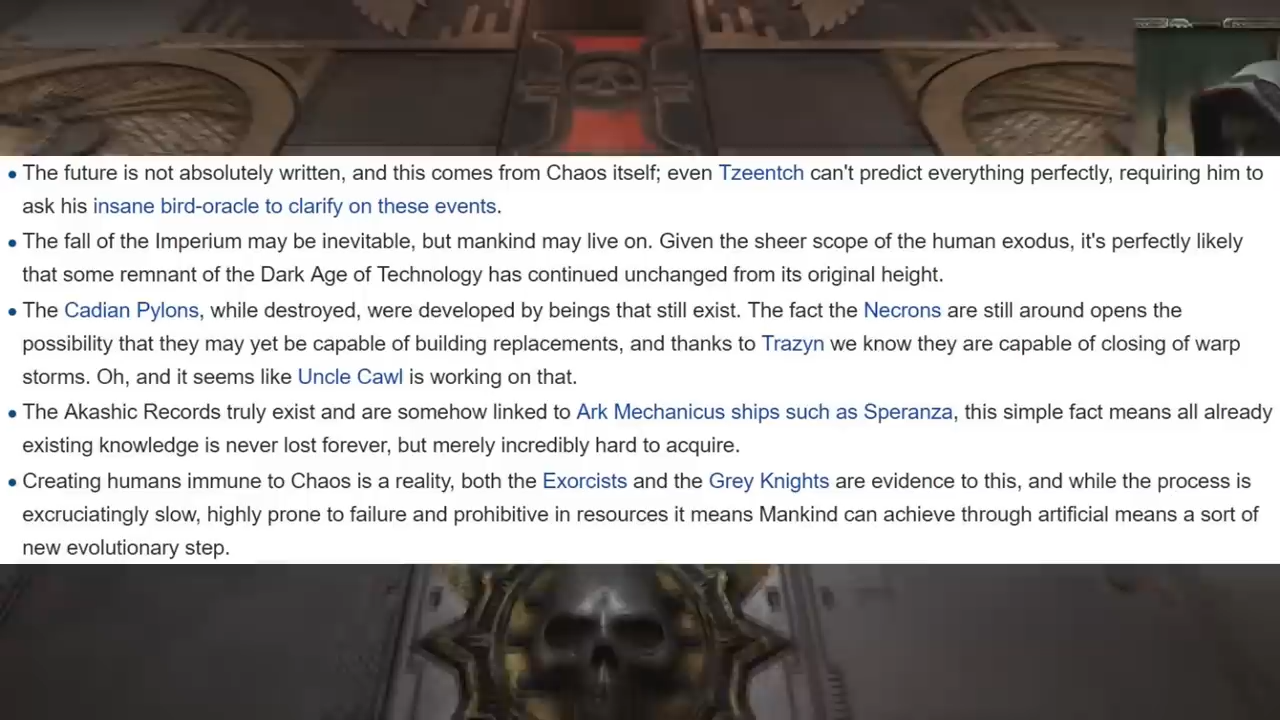 • The future is not absolutely written, and this comes from Chaos itself; even Tzeentch can't predict everything perfectly, requiring him to
ask his insane bird-oracle to clarify on these events.
• The fall of the Imperium may be inevitable, but mankind may live on. Given the sheer scope of the human exodus, it's perfectly likely
that some remnant of the Dark Age of Technology has continued unchanged from its original height.
• The Cadian Pylons, while destroyed, were developed by beings that still exist. The fact the Necrons are still around opens the
possibility that they may yet be capable of building replacements, and thanks to Trazyn we know they are capable of closing of warp
storms. Oh, and it seems like Uncle Cawl is working on that.
• The Akashic Records truly exist and are somehow linked to Ark Mechanicus ships such as Speranza, this simple fact means all already
existing knowledge is never lost forever, but merely incredibly hard to acquire.
• Creating humans immune to Chaos is a reality, both the Exorcists and the Grey Knights are evidence to this, and while the process is
excruciatingly slow, highly prone to failure and prohibitive in resources it means Mankind can achieve through artificial means a sort of
new evolutionary step.